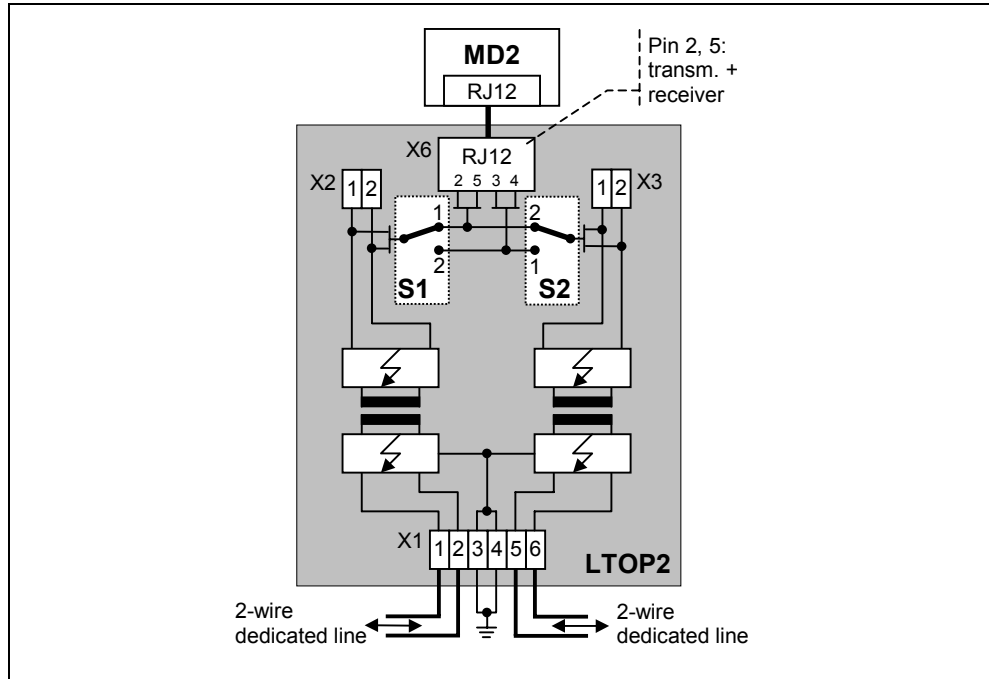 MD2
RJ12
Pin 2, 5:
transm. +
receiver
X6
RJ12
2 5 3 4
X2
1 2
1 2
X3
1
2
2
1
S1
S2
X1
1 2 3 4 5 6
LTOP2
2-wire
dedicated line
2-wire
dedicated line